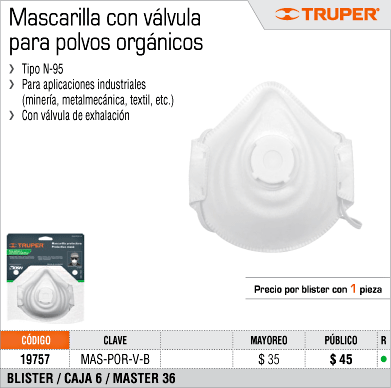 Mascarilla con válvula
para polvos orgánicos
TRUPER®
Tipo N-95
Para aplicaciones industriales
(minería, metalmecánica, textil, etc.)
Con válvula de exhalación
TRUPER
Mascarilla
Precio por blister con 1 pieza
CÓDIGO CLAVE MAYOREO PÚBLICO R
19757 MAS-POR-V-B $ 35 $ 45
BLISTER / CAJA 6 / MASTER 36